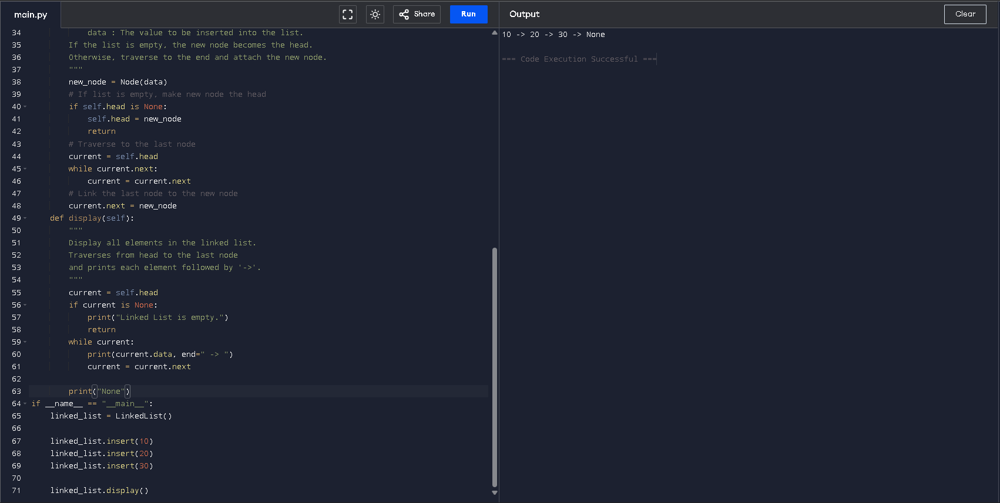 main.py
Share
Run
Output
Clear
34 data : The value to be inserted into the list.
35 If the list is empty, the new node becomes the head.
36 Otherwise, traverse to the end and attach the new node.
37 """
38 new_node = Node(data)
39 # If list is empty, make new node the head
40 if self.head is None:
41 self.head = new_node
42 return
43 # Traverse to the last node
44 current = self.head
45 while current.next:
46 current = current.next
47 # Link the last node to the new node
48 current.next = new_node
49 def display(self):
50 """
51 Display all elements in the linked list.
52 Traverses from head to the last node
53 and prints each element followed by '->'.
54 """
55 current = self.head
56 if current is None:
57 print("Linked List is empty.")
58 return
59 while current:
60 print(current.data, end=" -> ")
61 current = current.next
62
63 print("None")
64 if __name__ == "__main__":
65 linked_list = LinkedList()
66
67 linked_list.insert(10)
68 linked_list.insert(20)
69 linked_list.insert(30)
70
71 linked_list.display()
10 -> 20 -> 30 -> None
=== Code Execution Successful ===